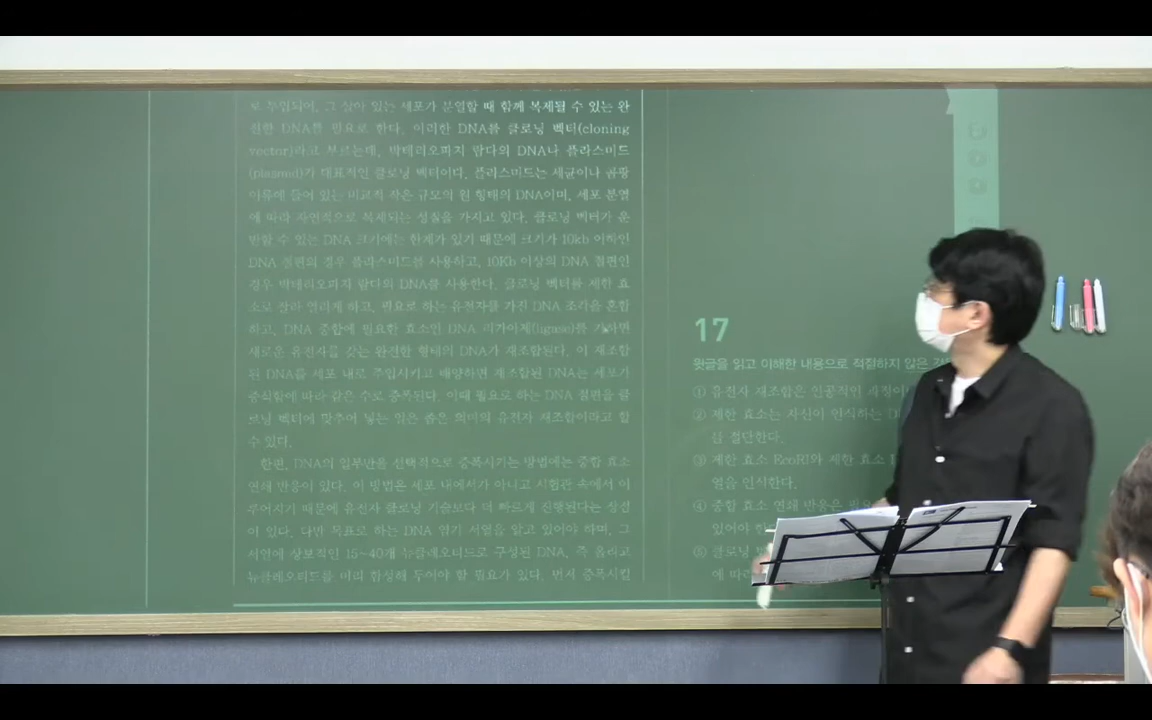 로 주입되어, 그 살아 있는 세포가 분열할 때 함께 복제될 수 있는 완
전한 DNA를 필요로 한다. 이러한 DNA를 클로닝 벡터(cloning
vector)라고 부르는데, 박테리오파지 람다의 DNA나 플라스미드
(plasmid)가 대표적인 클로닝 벡터이다. 플라스미드는 세균이나 곰팡
이류에 들어 있는 비교적 작은 규모의 원 형태의 DNA이며, 세포 분열
에 따라 자연적으로 복제되는 성질을 가지고 있다. 클로닝 벡터가 운
반할 수 있는 DNA 크기에는 한계가 있기 때문에 크기가 10kb 이하인
DNA 절편의 경우 플라스미드를 사용하고, 10Kb 이상의 DNA 절편인
경우 박테리오파지 람다의 DNA를 사용한다. 클로닝 벡터를 제한 효
소로 잘라 열리게 하고, 필요로 하는 유전자를 가진 DNA 조각을 혼합
하고, DNA 중합에 필요한 효소인 DNA 리가아제(ligase)를 가하면
새로운 유전자를 갖는 완전한 형태의 DNA가 재조합된다. 이 재조합
된 DNA를 세포 내로 주입시키고 배양하면 재조합된 DNA는 세포가
증식함에 따라 같은 수로 증폭된다. 이때 필요로 하는 DNA 절편을 클
로닝 벡터에 맞추어 넣는 일은 좁은 의미의 유전자 재조합이라고 할
수 있다.
한편, DNA의 일부만을 선택적으로 증폭시키는 방법에는 중합 효소
연쇄 반응이 있다. 이 방법은 세포 내에서가 아니고 시험관 속에서 이
루어지기 때문에 유전자 클로닝 기술보다 더 빠르게 진행된다는 장점
이 있다. 다만 목표로 하는 DNA 염기 서열을 알고 있어야 하며, 그
서열에 상보적인 15~40개 뉴클레오티드로 구성된 DNA, 즉 올리고
뉴클레오티드를 미리 합성해 두어야 할 필요가 있다. 먼저 증폭시킬
17
윗글을 읽고 이해한 내용으로 적절하지 않은
① 유전자 재조합은 인공적인 과정이
② 제한 효소는 자신이 인식하는
을 절단한다.
③ 제한 효소 EcoRI와 제한 효소
열을 인식한다.
④ 중합 효소 연쇄 반응은
있어야
⑤ 클로닝
에 따라